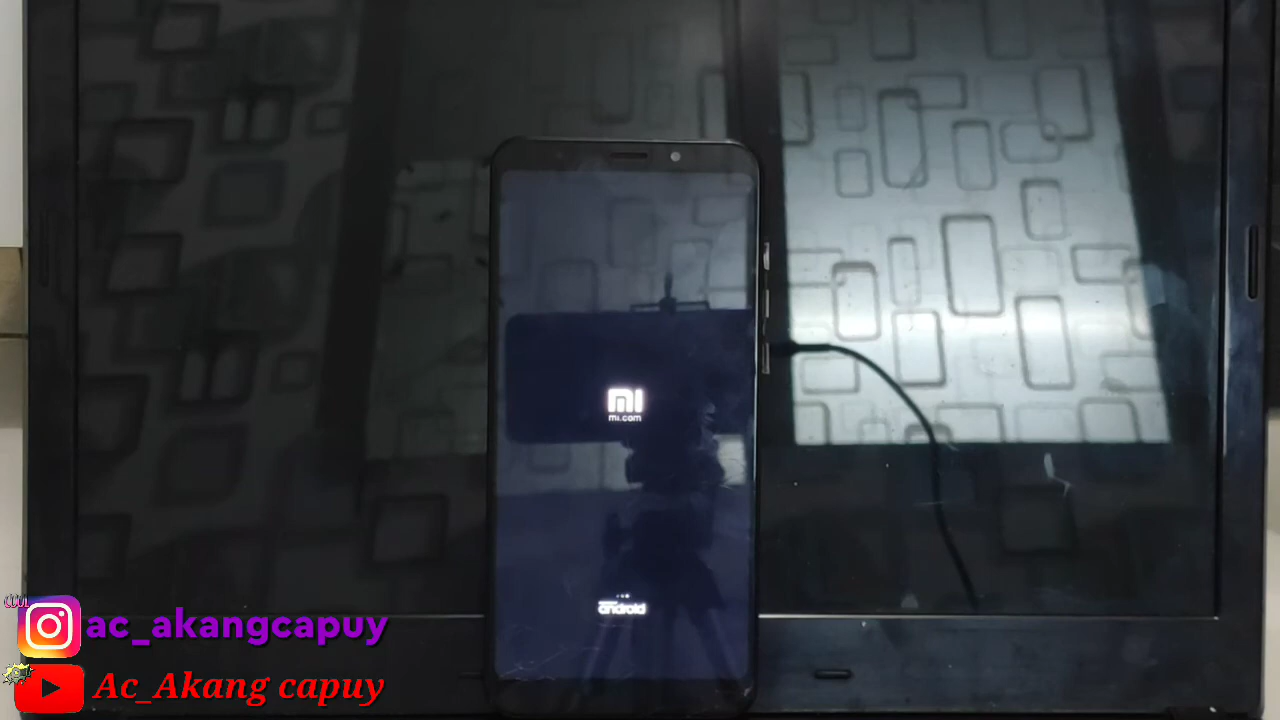 mi
mi.com
android
ac_akangcapuy
Ac_Akang capuy